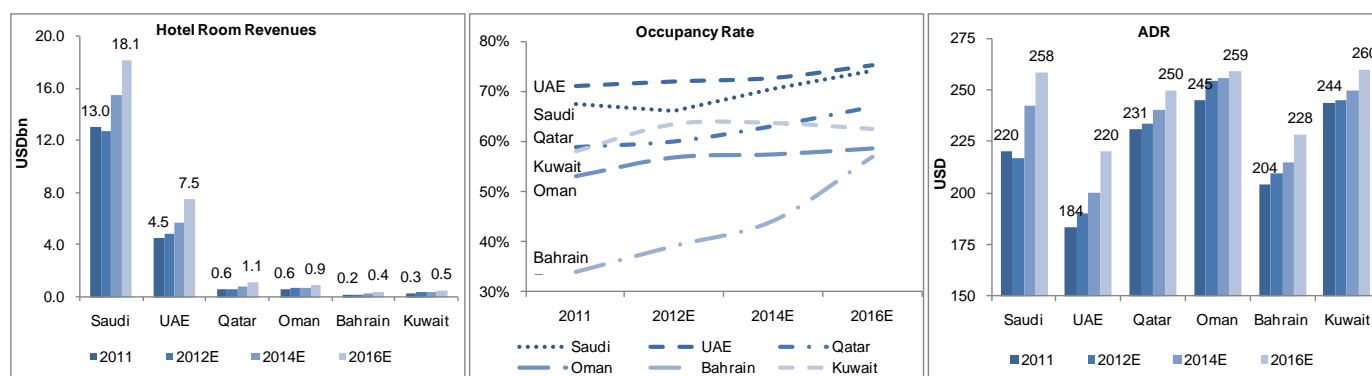 Hotel Room Revenues
20.0
16.0
12.0
8.0
4.0
0.0
USDbn
13.0
18.1
4.5
7.5
0.6
1.1
0.6
0.9
0.2
0.4
0.3
0.5
Saudi UAE Qatar Oman Bahrain Kuwait
2011 2012E 2014E 2016E
Occupancy Rate
80%
70%
60%
50%
40%
30%
UAE
Saudi
Qatar
Kuwait
Oman
Bahrain
2011 2012E 2014E 2016E
Saudi UAE Qatar
Oman Bahrain Kuwait
ADR
275
250
225
200
175
150
USD
220
258
184
220
231
250
245
259
204
228
244
260
Saudi UAE Qatar Oman Bahrain Kuwait
2011 2012E 2014E 2016E